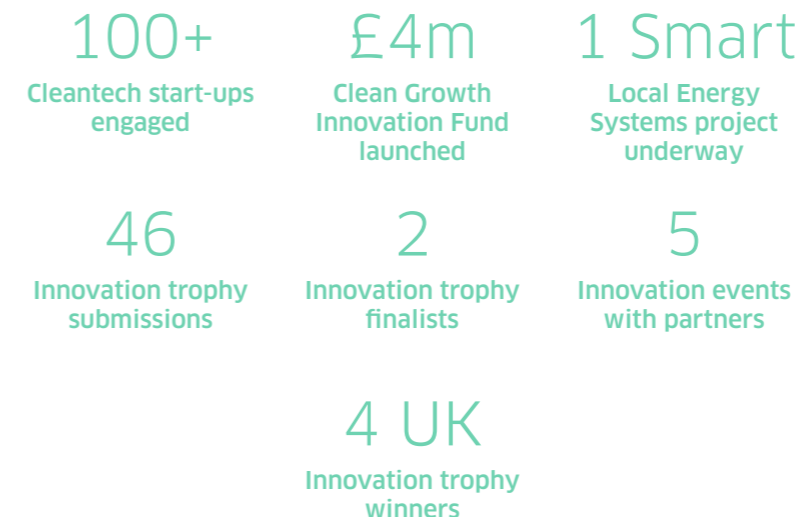 100+
Cleantech start-ups
engaged
£4m
Clean Growth
Innovation Fund
launched
1 Smart
Local Energy
Systems project
underway
46
Innovation trophy
submissions
2
Innovation trophy
finalists
5
Innovation events
with partners
4 UK
Innovation trophy
winners